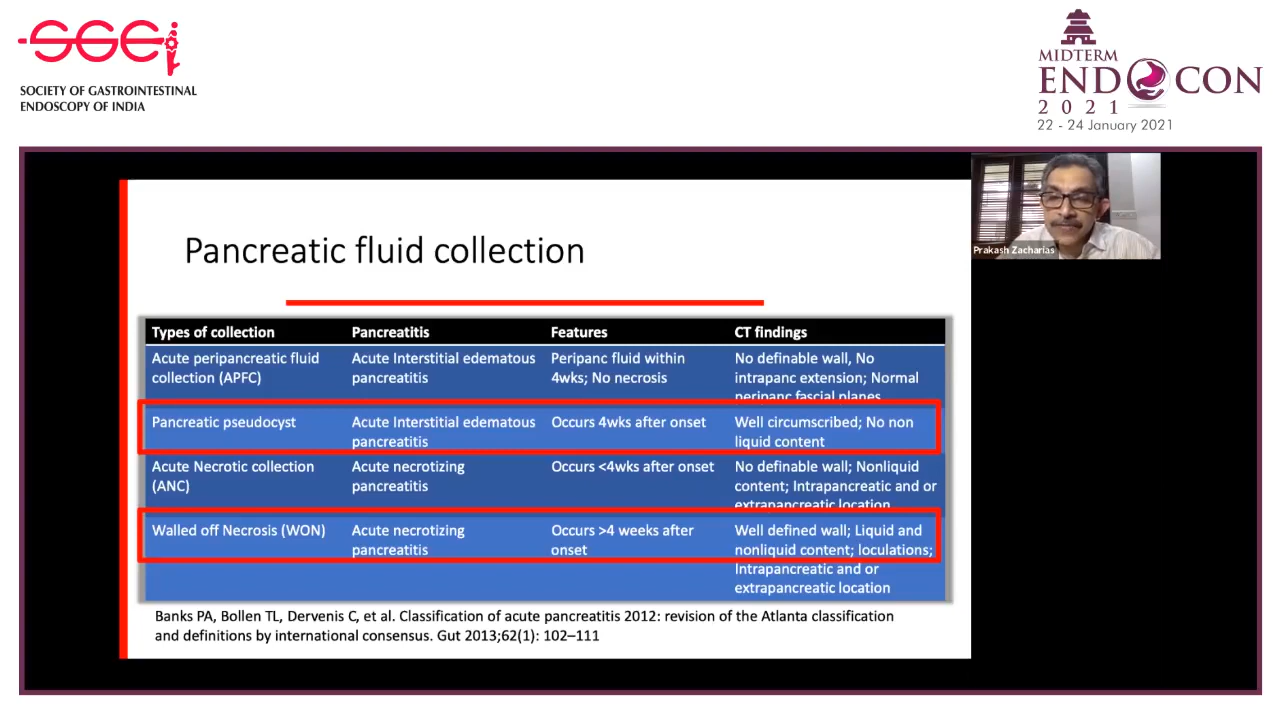 SGEI
SOCIETY OF GASTROINTESTINAL
ENDOSCOPY OF INDIA
MIDTERM
ENDOCON
2021
22 - 24 January 2021
Prakash Zacharias
Pancreatic fluid collection
Types of collection Pancreatitis Features CT findings
Acute peripancreatic fluid Acute Interstitial edematous Peripanc fluid within No definable wall, No
collection (APFC) pancreatitis 4wks; No necrosis intrapanc extension; Normal
peripanc fascial planes
Pancreatic pseudocyst Acute Interstitial edematous Occurs 4wks after onset Well circumscribed; No non
pancreatitis liquid content
Acute Necrotic collection Acute necrotizing Occurs <4wks after onset No definable wall; Nonliquid
(ANC) pancreatitis content; Intrapancreatic and or
extrapancreatic location
Walled off Necrosis (WON) Acute necrotizing Occurs >4 weeks after Well defined wall; Liquid and
pancreatitis onset nonliquid content; loculations;
Intrapancreatic and or
extrapancreatic location
Banks PA, Bollen TL, Dervenis C, et al. Classification of acute pancreatitis 2012: revision of the Atlanta classification
and definitions by international consensus. Gut 2013;62(1): 102–111